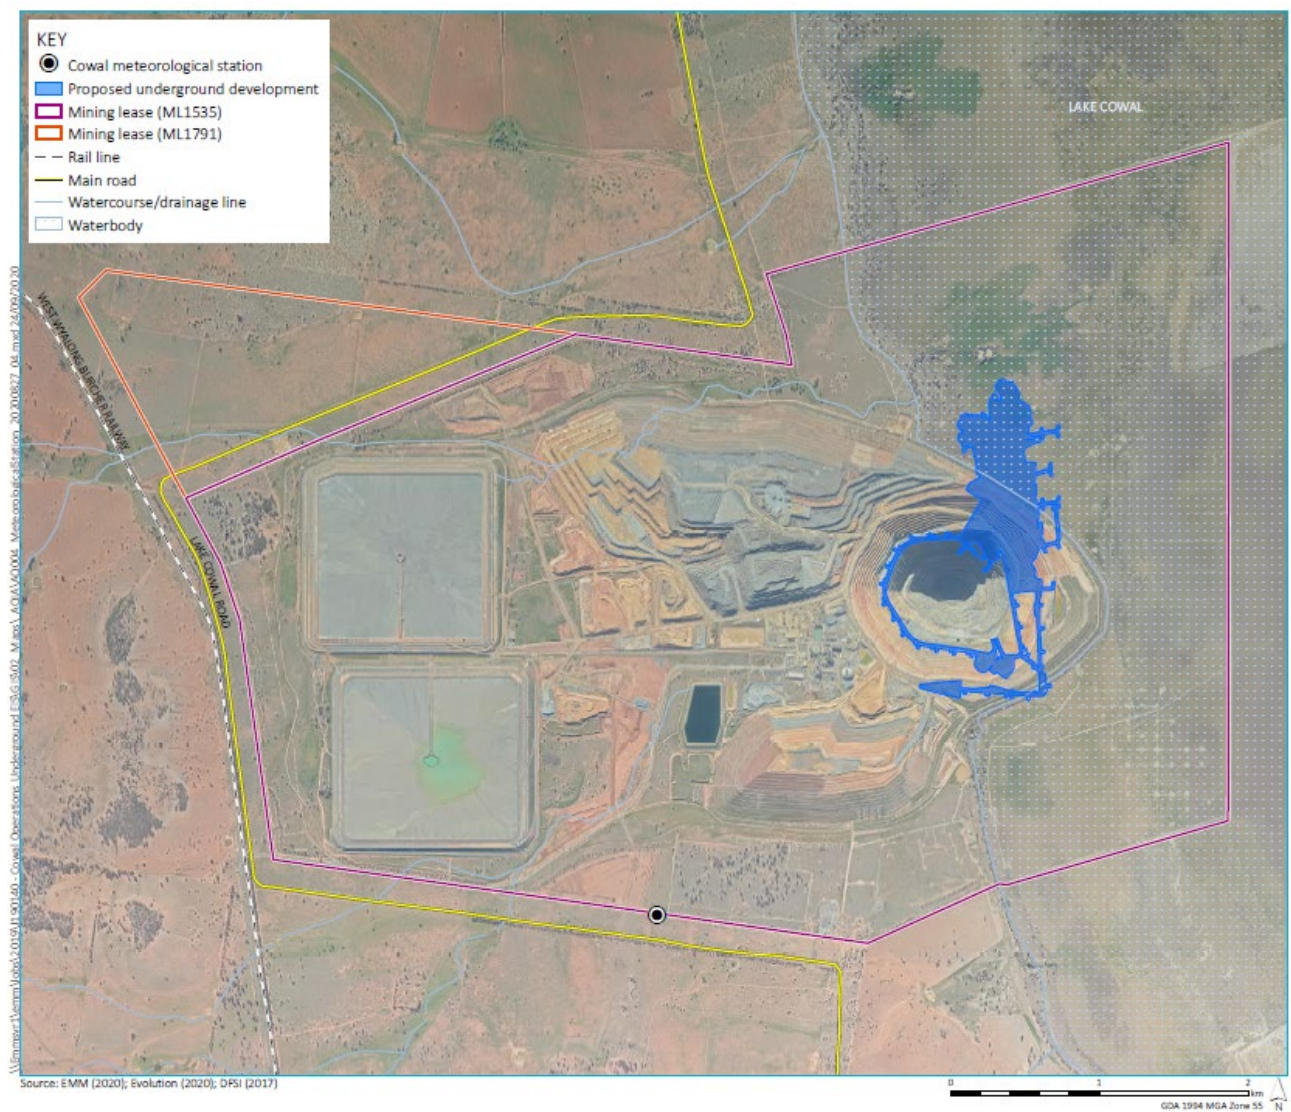 KEY
Cowal meteorological station
Proposed underground development
Mining lease (ML1535)
Mining lease (ML1791)
Rail line
Main road
Watercourse/drainage line
Waterbody
LAKE COWAL
WEST WYALONG BURCHER RAILWAY
LAKE COWAL ROAD
Source: EMM (2020); Evolution (2020); DFSI (2017)
0 1 2
km
GDA 1994 MGA Zone 55
N